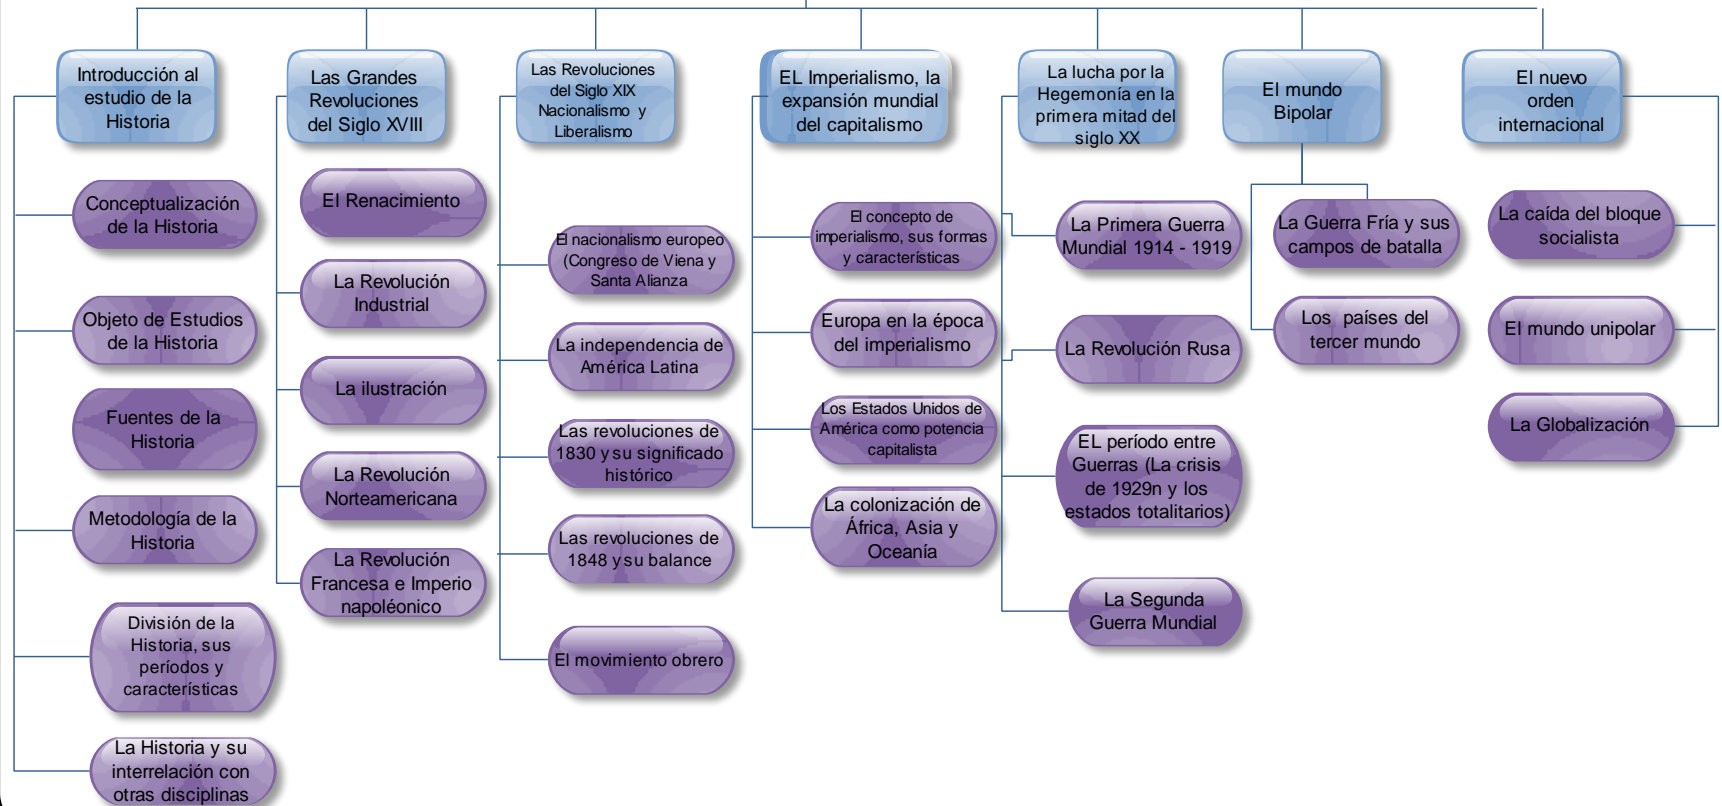 Introducción al
estudio de la
Historia
Conceptualización
de la Historia
Objeto de Estudios
de la Historia
Fuentes de la
Historia
Metodología de la
Historia
División de la
Historia, sus
períodos y
características
La Historia y su
interrelación con
otras disciplinas
Las Grandes
Revoluciones
del Siglo XVIII
El Renacimiento
La Revolución
Industrial
La ilustración
La Revolución
Norteamericana
La Revolución
Francesa e Imperio
napoléonico
Las Revoluciones
del Siglo XIX
Nacionalismo y
Liberalismo
El nacionalismo europeo
(Congreso de Viena y
Santa Alianza
La independencia de
América Latina
Las revoluciones de
1830 y su significado
histórico
Las revoluciones de
1848 y su balance
El movimiento obrero
EL Imperialismo, la
expansión mundial
del capitalismo
El concepto de
imperialismo, sus formas
y características
Europa en la época
del imperialismo
Los Estados Unidos de
América como potencia
capitalista
La colonización de
África, Asia y
Oceanía
La lucha por la
Hegemonía en la
primera mitad del
siglo XX
La Primera Guerra
Mundial 1914 - 1919
La Revolución Rusa
EL período entre
Guerras (La crisis
de 1929n y los
estados totalitarios)
La Segunda
Guerra Mundial
El mundo
Bipolar
La Guerra Fría y sus
campos de batalla
Los países del
tercer mundo
El nuevo
orden
internacional
La caída del bloque
socialista
El mundo unipolar
La Globalización